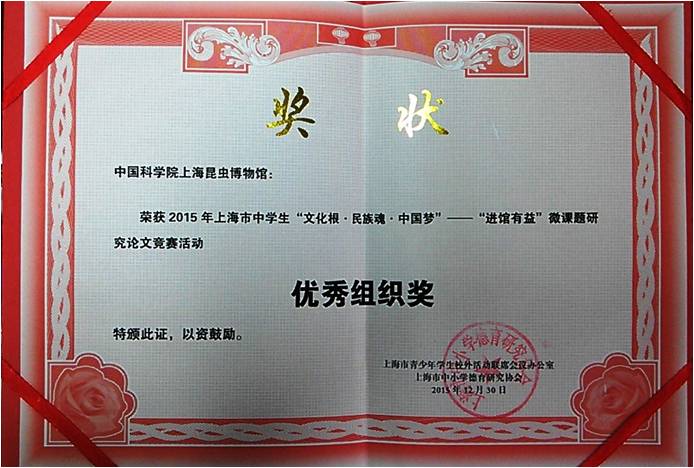 奖 状
中国科学院上海昆虫博物馆：
荣获 2015 年上海市中学生“文化根·民族魂·中国梦”——“进馆有益”微课题研
究论文竞赛活动
优秀组织奖
特颁此证，以资鼓励。
上海市青少年学生校外活动联席会议办公室
上海市中小学德育研究协会
2015 年 12 月 30 日